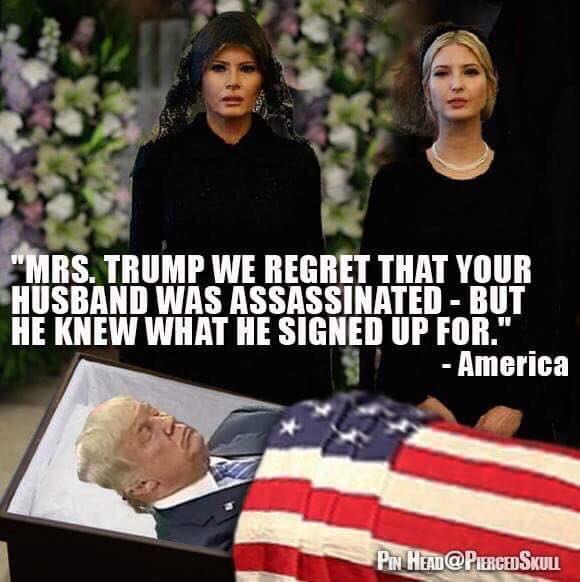 "MRS. TRUMP WE REGRET THAT YOUR
HUSBAND WAS ASSASSINATED - BUT
HE KNEW WHAT HE SIGNED UP FOR."
- America
PIN HEAD@PIERCEDSKULL